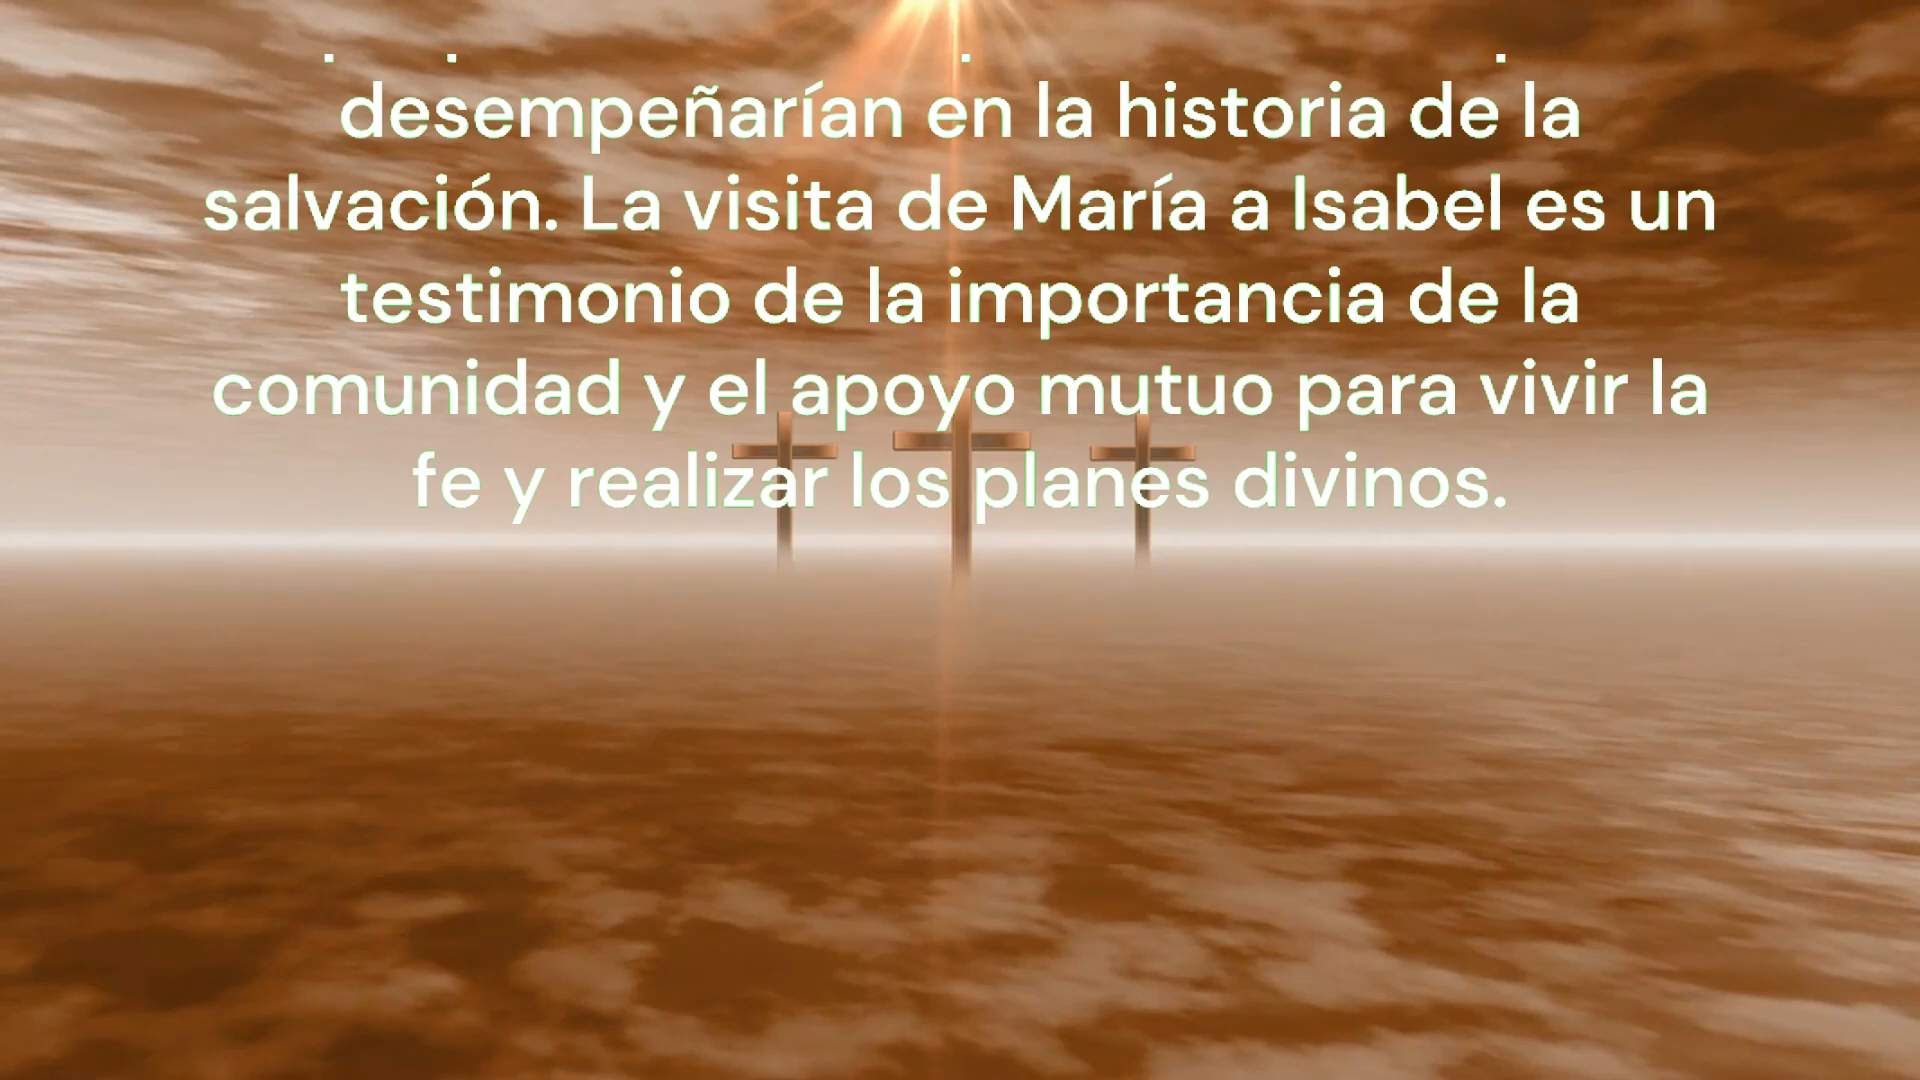 desempeñarían en la historia de la
salvación. La visita de María a Isabel es un
testimonio de la importancia de la
comunidad y el apoyo mutuo para vivir la
fe y realizar los planes divinos.